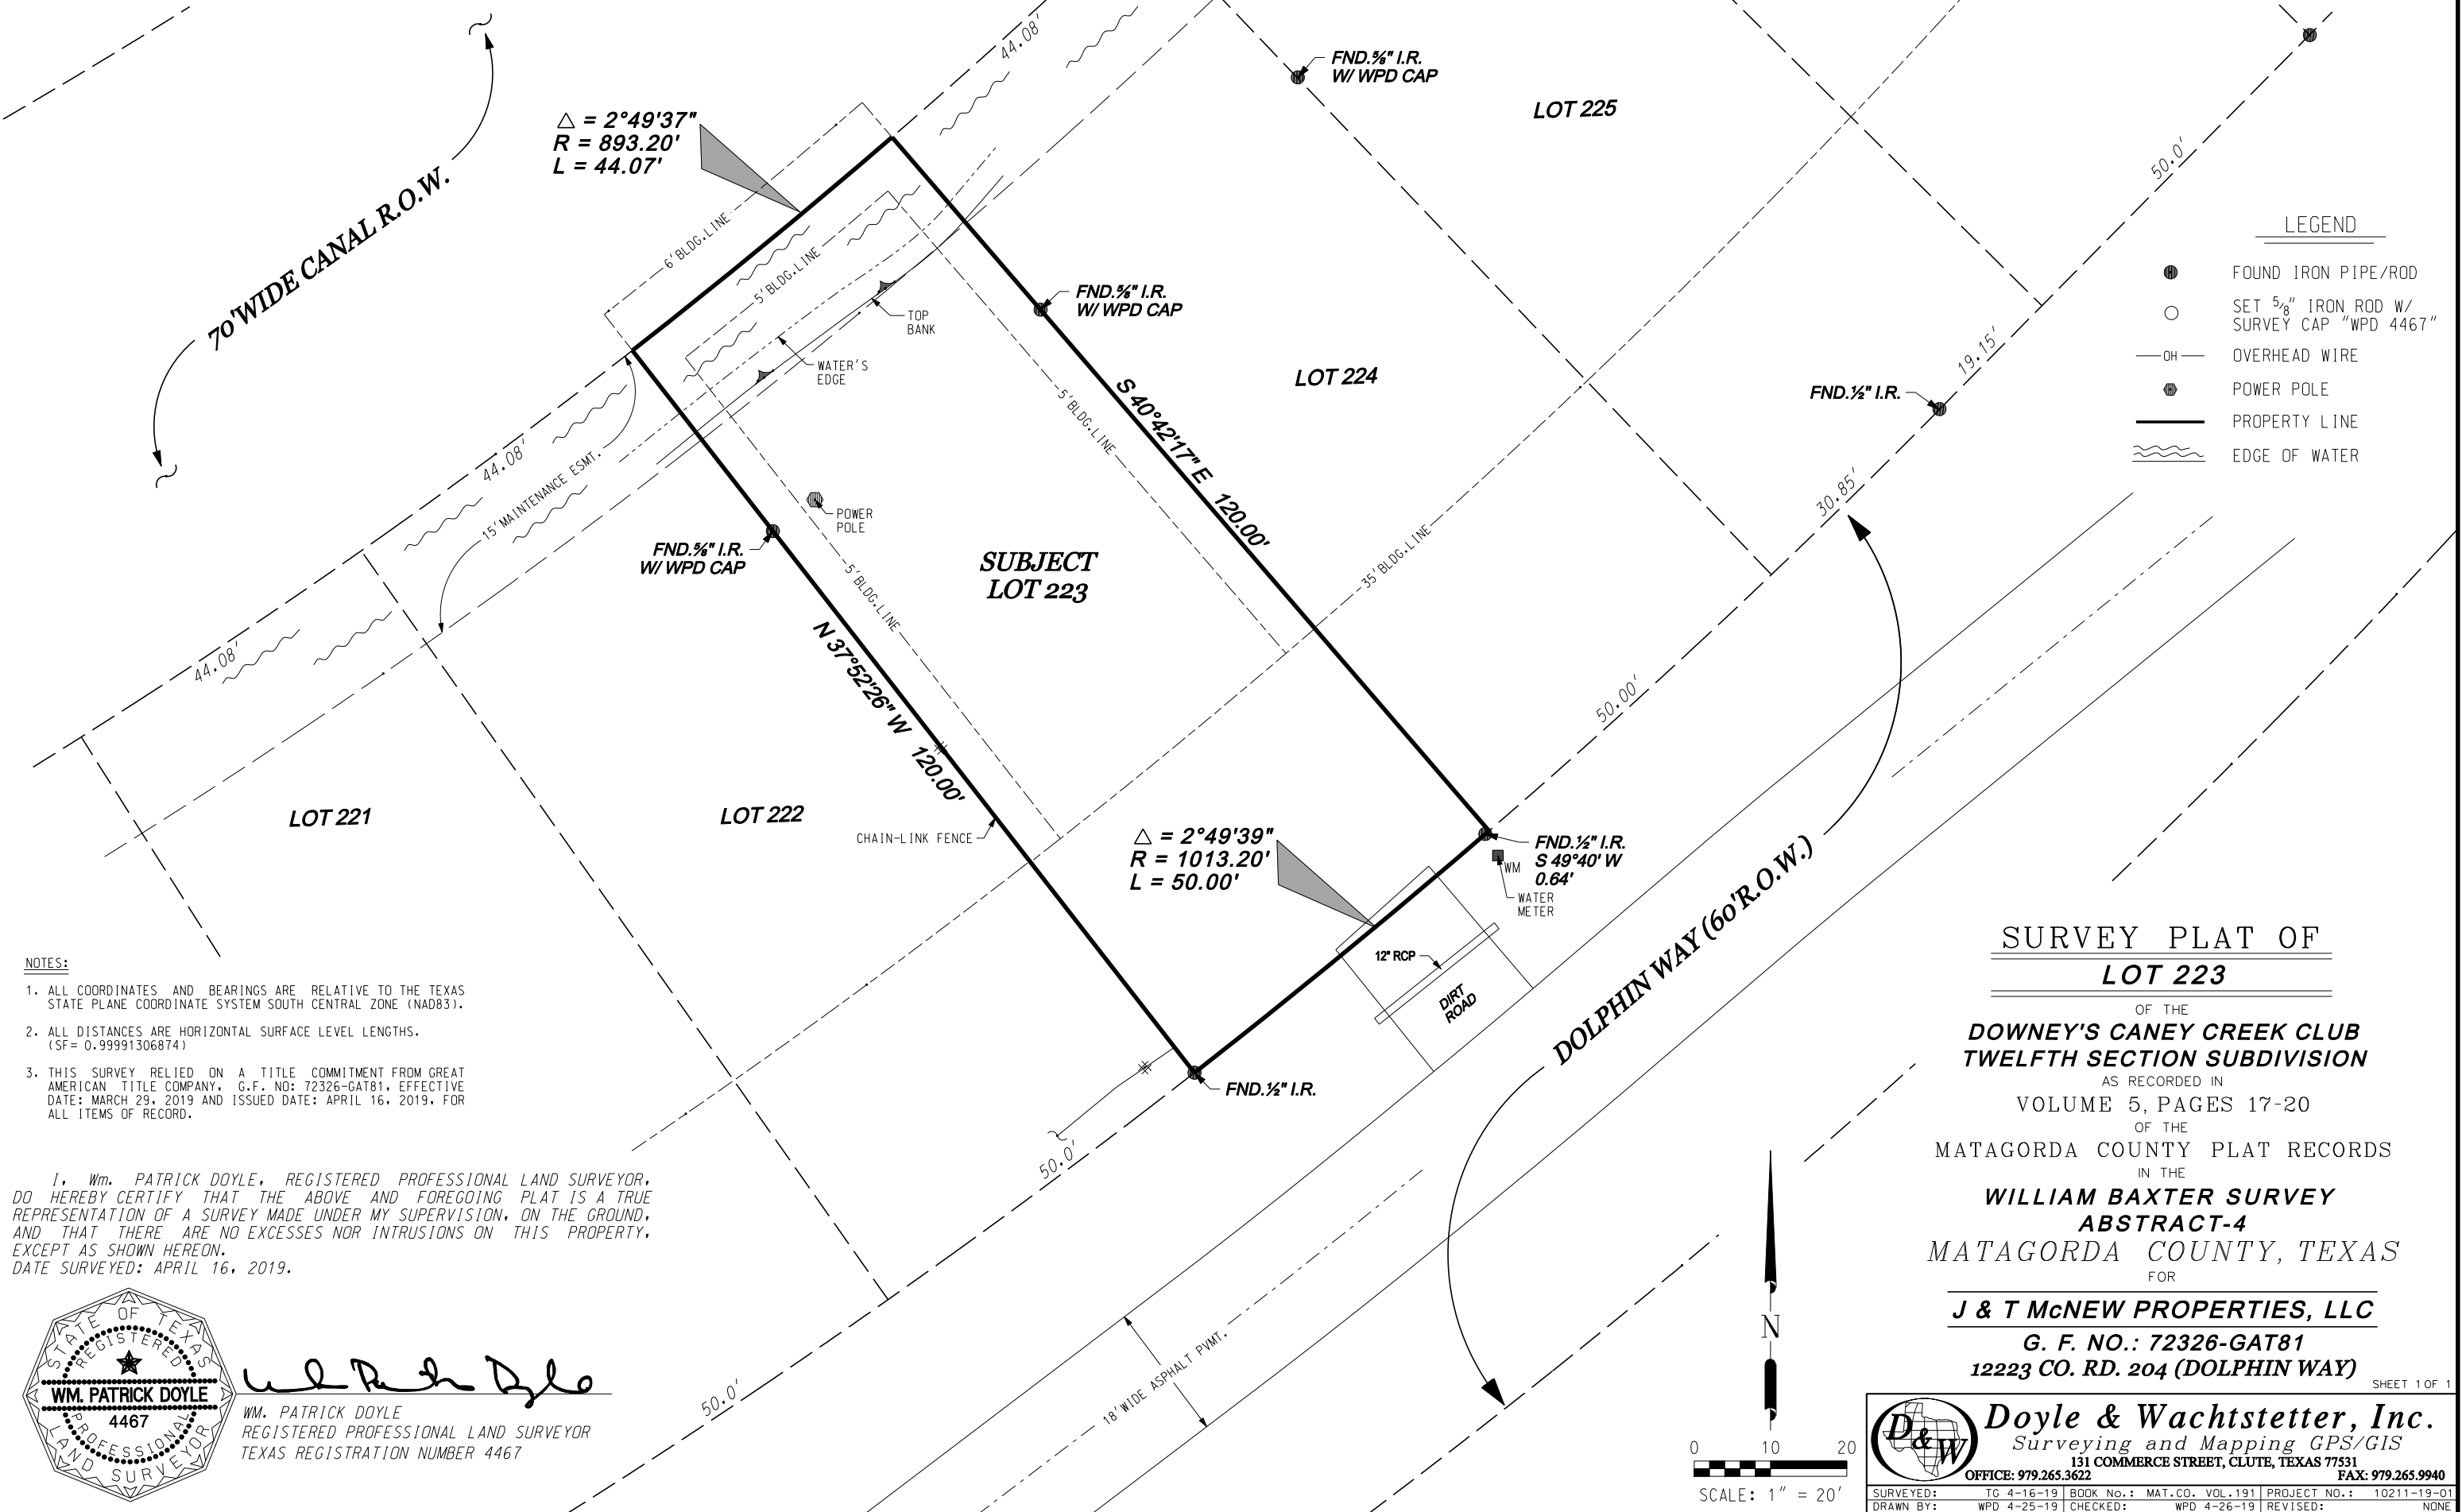 44.08'
FND.⅝" I.R.
W/ WPD CAP
LOT 225
50.0'
△ = 2°49'37"
R = 893.20'
L = 44.07'
70'WIDE CANAL R.O.W.
6'BLDG.LINE
5'BLDG.LINE
TOP
BANK
WATER'S
EDGE
FND.⅝" I.R.
W/ WPD CAP
LOT 224
S 40°42'17" E 120.00'
5'BLDG.LINE
FND.½" I.R.
19.15'
30.85'
LEGEND
FOUND IRON PIPE/ROD
SET 5/8" IRON ROD W/
SURVEY CAP "WPD 4467"
OH
OVERHEAD WIRE
POWER POLE
PROPERTY LINE
EDGE OF WATER
44.08'
15'MAINTENANCE ESMT.
POWER
POLE
FND.⅝" I.R.
W/ WPD CAP
SUBJECT
LOT 223
5'BLDG.LINE
35'BLDG.LINE
44.08'
N 37°52'26" W 120.00'
50.00'
LOT 221
LOT 222
CHAIN-LINK FENCE
△ = 2°49'39"
R = 1013.20'
L = 50.00'
FND.½" I.R.
S 49°40' W
0.64'
WM
WATER
METER
12" RCP
DIRT
ROAD
DOLPHIN WAY (60'R.O.W.)
FND.½" I.R.
50.0'
50.0'
18'WIDE ASPHALT PVMT.
NOTES:
1. ALL COORDINATES AND BEARINGS ARE RELATIVE TO THE TEXAS
STATE PLANE COORDINATE SYSTEM SOUTH CENTRAL ZONE (NAD83).
2. ALL DISTANCES ARE HORIZONTAL SURFACE LEVEL LENGTHS.
(SF= 0.99991306874)
3. THIS SURVEY RELIED ON A TITLE COMMITMENT FROM GREAT
AMERICAN TITLE COMPANY, G.F. NO: 72326-GAT81, EFFECTIVE
DATE: MARCH 29, 2019 AND ISSUED DATE: APRIL 16, 2019, FOR
ALL ITEMS OF RECORD.
I, Wm. PATRICK DOYLE, REGISTERED PROFESSIONAL LAND SURVEYOR,
DO HEREBY CERTIFY THAT THE ABOVE AND FOREGOING PLAT IS A TRUE
REPRESENTATION OF A SURVEY MADE UNDER MY SUPERVISION, ON THE GROUND,
AND THAT THERE ARE NO EXCESSES NOR INTRUSIONS ON THIS PROPERTY,
EXCEPT AS SHOWN HEREON.
DATE SURVEYED: APRIL 16, 2019.
STATE OF TEXAS
REGISTERED
WM. PATRICK DOYLE
4467
PROFESSIONAL
LAND SURVEYOR
WM. PATRICK DOYLE
REGISTERED PROFESSIONAL LAND SURVEYOR
TEXAS REGISTRATION NUMBER 4467
N
0 10 20
SCALE: 1" = 20'
SURVEY PLAT OF
LOT 223
OF THE
DOWNEY'S CANEY CREEK CLUB
TWELFTH SECTION SUBDIVISION
AS RECORDED IN
VOLUME 5, PAGES 17-20
OF THE
MATAGORDA COUNTY PLAT RECORDS
IN THE
WILLIAM BAXTER SURVEY
ABSTRACT-4
MATAGORDA COUNTY, TEXAS
FOR
J & T McNEW PROPERTIES, LLC
G. F. NO.: 72326-GAT81
12223 CO. RD. 204 (DOLPHIN WAY)
SHEET 1 OF 1
D&W
Doyle & Wachtstetter, Inc.
Surveying and Mapping GPS/GIS
131 COMMERCE STREET, CLUTE, TEXAS 77531
OFFICE: 979.265.3622 FAX: 979.265.9940
SURVEYED: TG 4-16-19 BOOK No.: MAT.CO. VOL.191 PROJECT NO.: 10211-19-01
DRAWN BY: WPD 4-25-19 CHECKED: WPD 4-26-19 REVISED: NONE